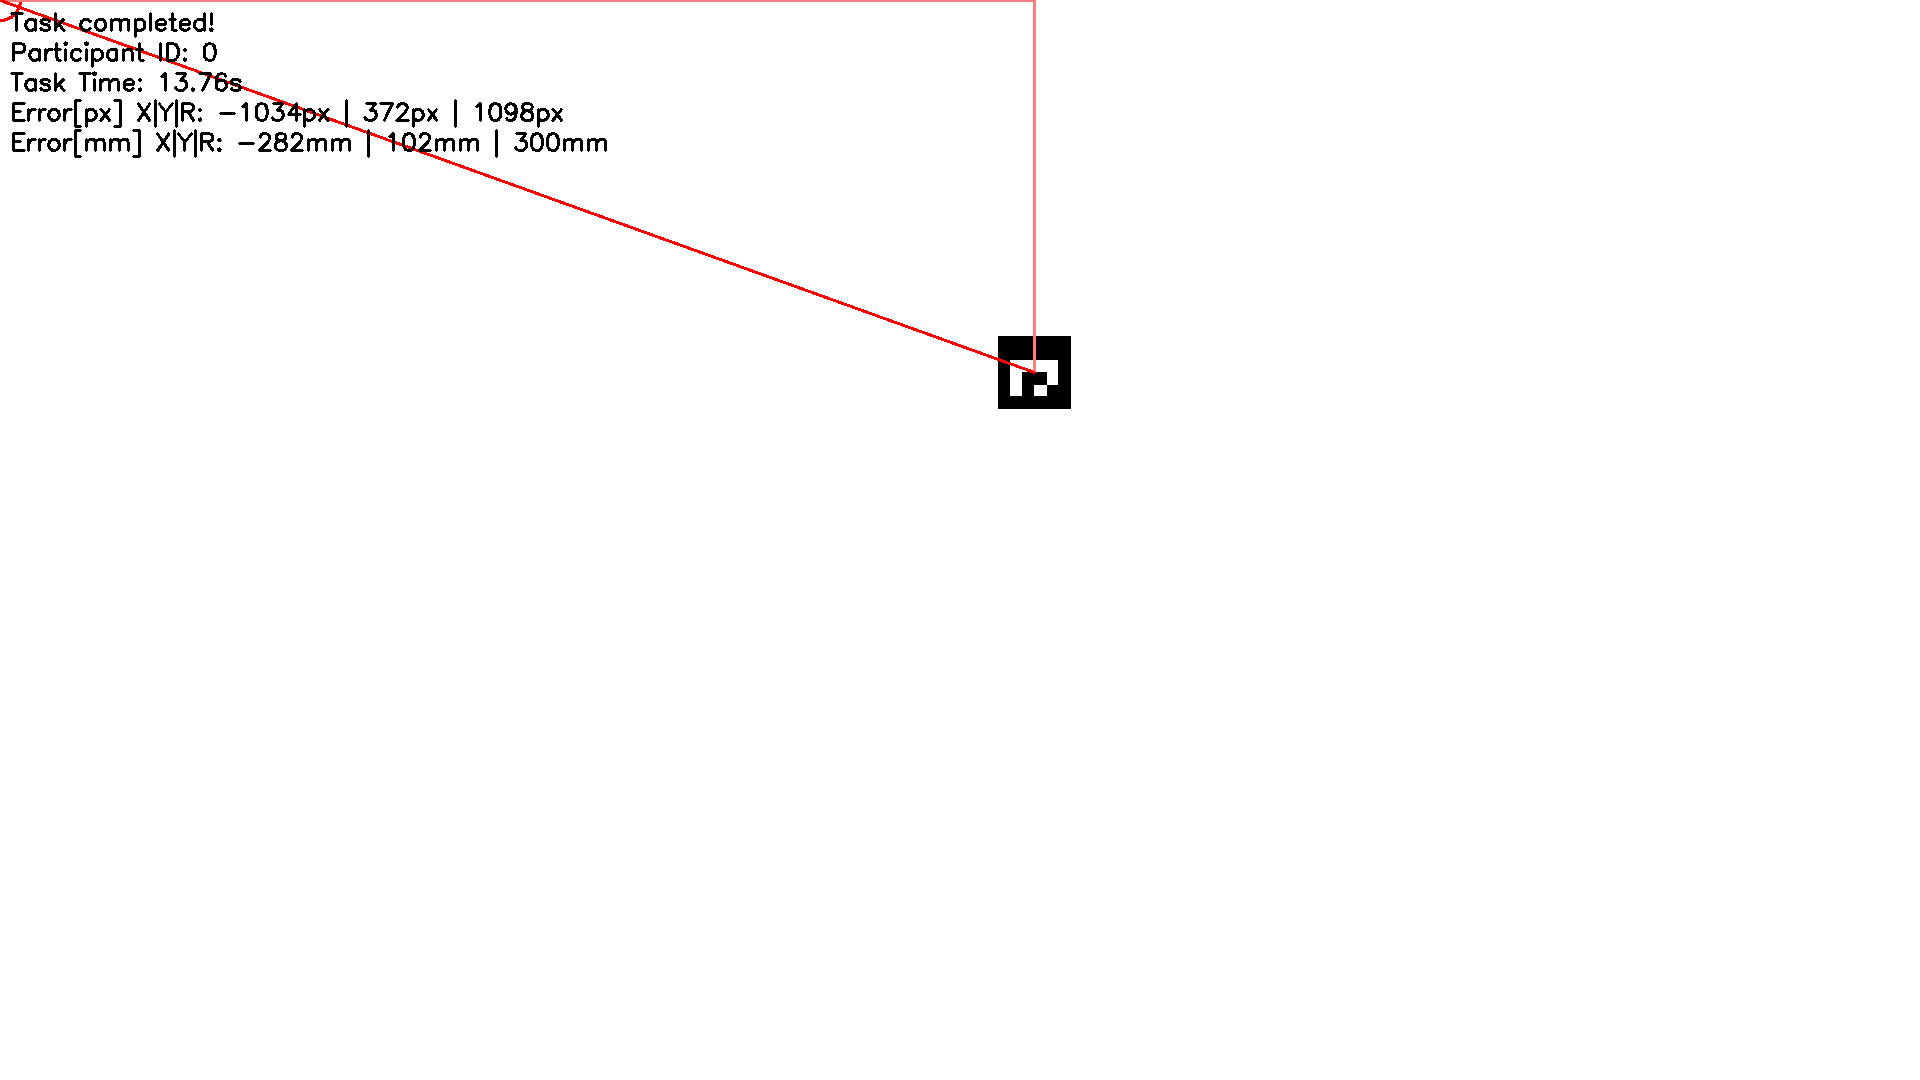 Task completed!
Participant ID: 0
Task Time: 13.76s
Error[px] X|Y|R: -1034px | 372px | 1098px
Error[mm] X|Y|R: -282mm | 102mm | 300mm